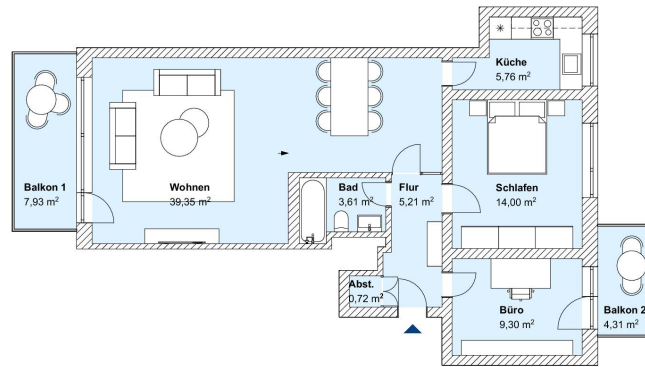 Küche
5,76 m²
Balkon 1
7,93 m²
Wohnen
39,35 m²
Bad
3,61 m²
Flur
5,21 m²
Schlafen
14,00 m²
Abst.
0,72 m²
Büro
9,30 m²
Balkon 2
4,31 m²